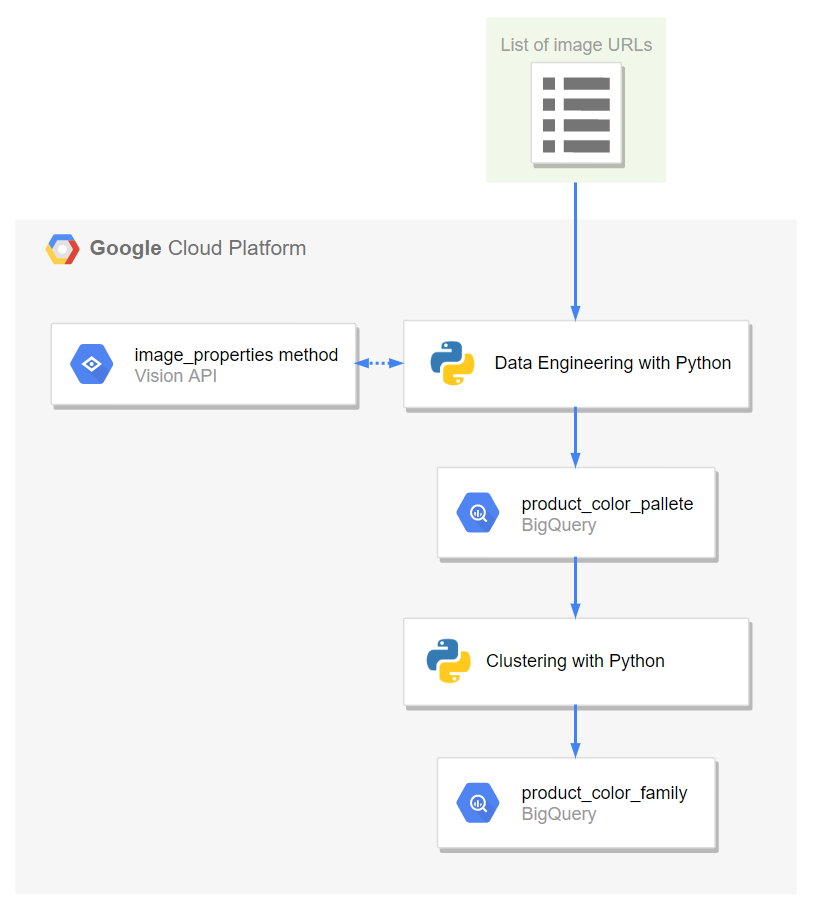 List of image URLs
Google Cloud Platform
image_properties method
Vision API
Data Engineering with Python
product_color_pallete
BigQuery
Clustering with Python
product_color_family
BigQuery